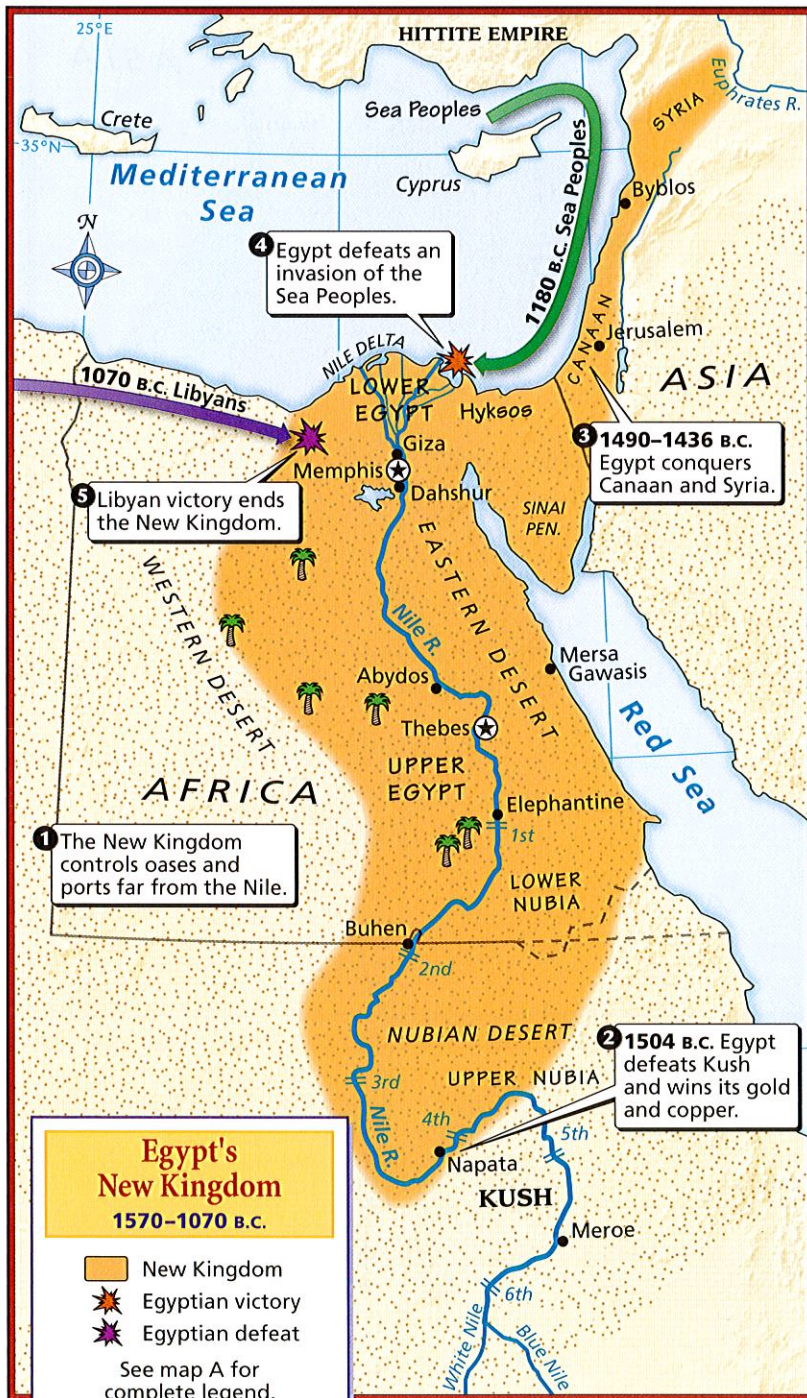 25°E
HITTITE EMPIRE
Euphrates R.
Sea Peoples
SYRIA
Crete
35°N
Mediterranean
Sea
Cyprus
Byblos
N
1180 B.C. Sea Peoples
4 Egypt defeats an
invasion of the
Sea Peoples.
CANAAN
Jerusalem
NILE DELTA
ASIA
1070 B.C. Libyans
LOWER
EGYPT
Hyksos
3 1490–1436 B.C.
Egypt conquers
Canaan and Syria.
Giza
Memphis
Dahshur
5 Libyan victory ends
the New Kingdom.
SINAI
PEN.
WESTERN DESERT
EASTERN DESERT
Nile R.
Mersa
Gawasis
Abydos
Red Sea
Thebes
UPPER
EGYPT
AFRICA
Elephantine
1st
1 The New Kingdom
controls oases and
ports far from the Nile.
LOWER
NUBIA
Buhen
2nd
NUBIAN DESERT
2 1504 B.C. Egypt
defeats Kush
and wins its gold
and copper.
3rd
UPPER NUBIA
4th
5th
Nile R.
Napata
KUSH
Meroe
6th
White Nile
Blue Nile
Egypt's
New Kingdom
1570–1070 B.C.
New Kingdom
Egyptian victory
Egyptian defeat
See map A for
complete legend.